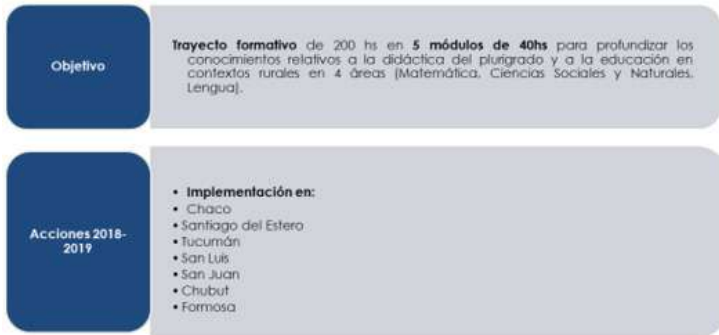 Objetivo
Trayecto formativo de 200 hs en 5 módulos de 40hs para profundizar los
conocimientos relativos a la didáctica del plurigrado y a la educación en
contextos rurales en 4 áreas (Matemática, Ciencias Sociales y Naturales,
Lengua).
Acciones 2018-
2019
• Implementación en:
• Chaco
• Santiago del Estero
• Tucumán
• San Luis
• San Juan
• Chubut
• Formosa